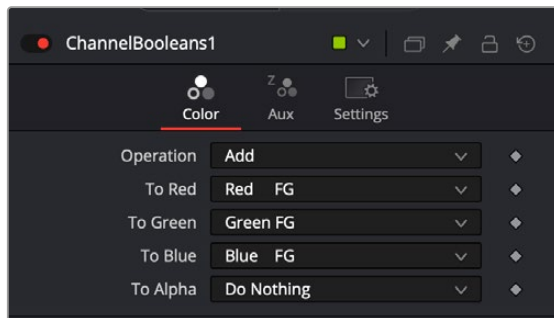 ChannelBooleans1
Z
Color Aux Settings
Operation Add
To Red Red FG
To Green Green FG
To Blue Blue FG
To Alpha Do Nothing